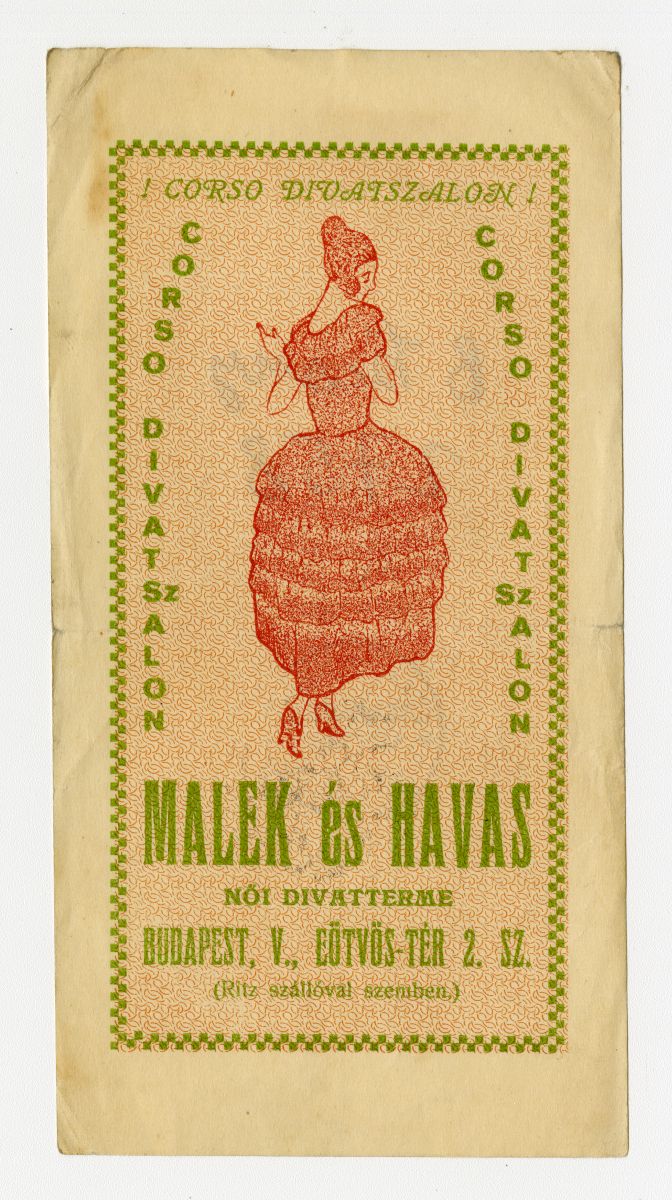 ! CORSO DIVATSZALON !
CORSO DIVATSzALON
CORSO DIVATSzALON
MALEK és HAVAS
NŐI DIVATTERME
BUDAPEST, V., EÖTVÖS-TÉR 2. SZ.
(Ritz szállóval szemben.)